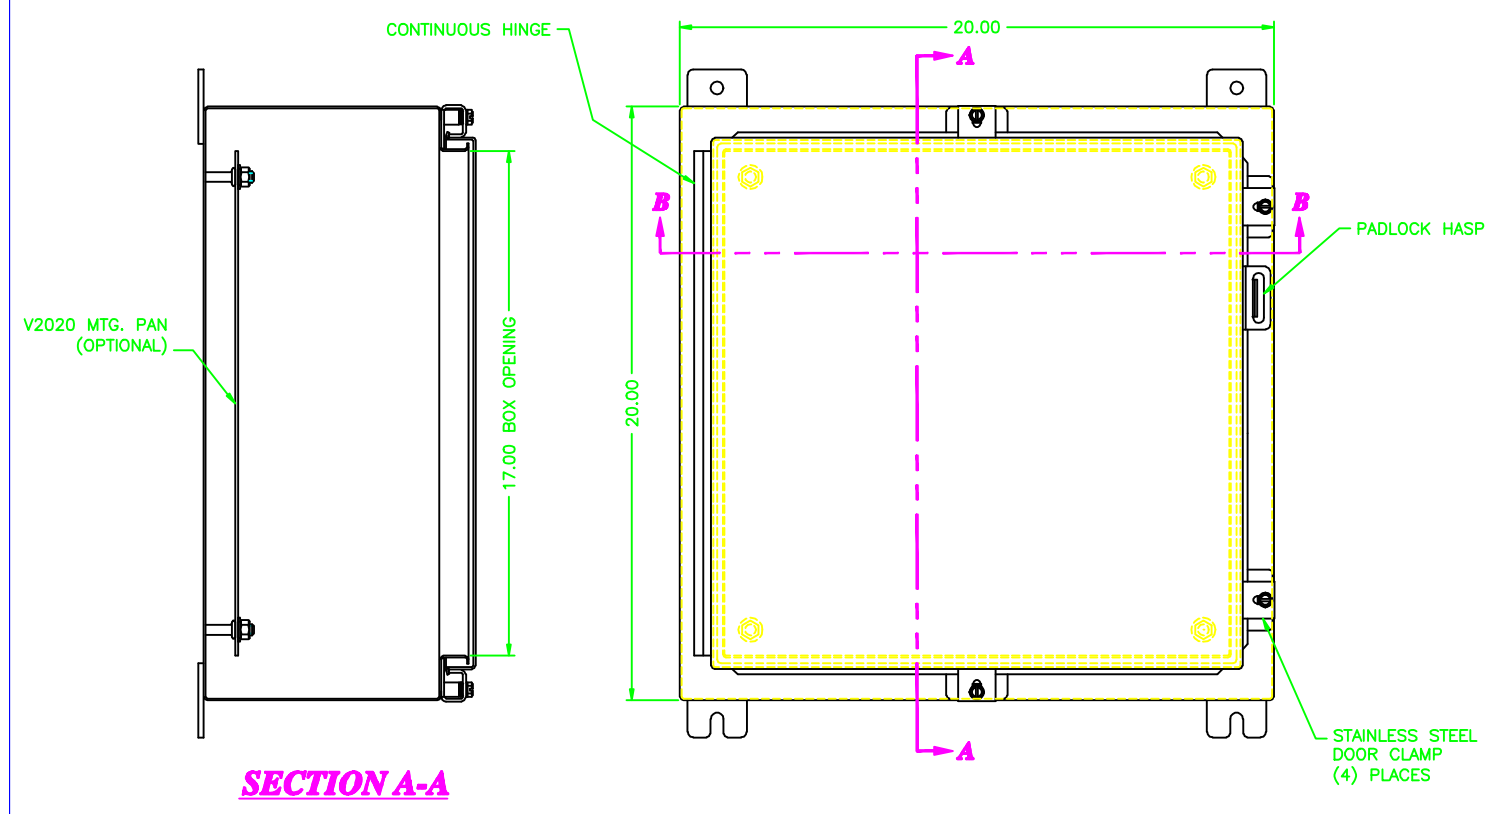 CONTINUOUS HINGE
20.00
A
B
B
PADLOCK HASP
V2020 MTG. PAN
(OPTIONAL)
17.00 BOX OPENING
20.00
STAINLESS STEEL
DOOR CLAMP
(4) PLACES
A
SECTION A-A